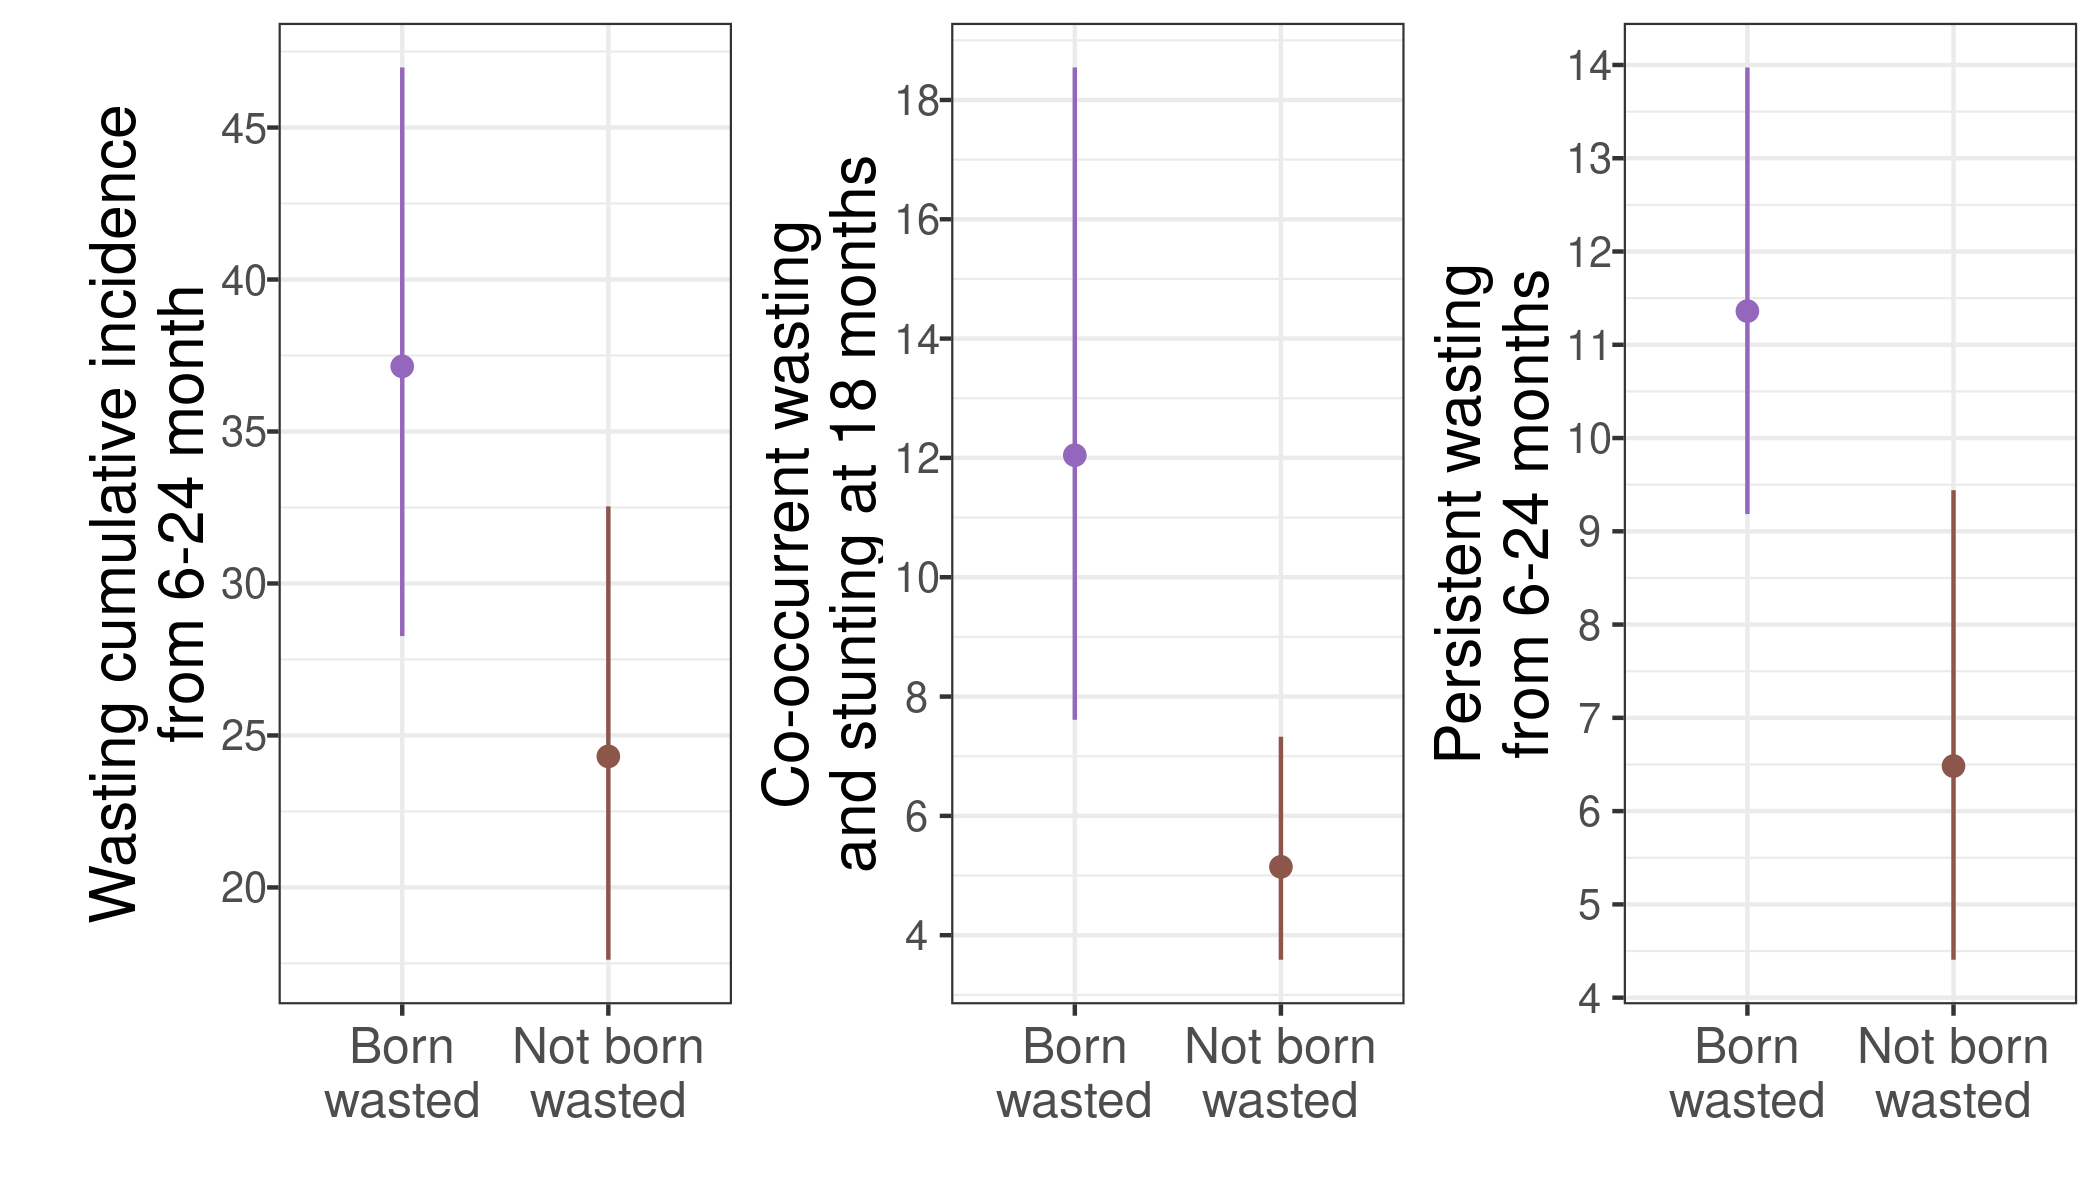 Wasting cumulative incidence
from 6-24 month
45
40
35
30
25
20
Born
wasted
Not born
wasted
Co-occurrent wasting
and stunting at 18 months
18
16
14
12
10
8
6
4
Born
wasted
Not born
wasted
Persistent wasting
from 6-24 months
14
13
12
11
10
9
8
7
6
5
4
Born
wasted
Not born
wasted